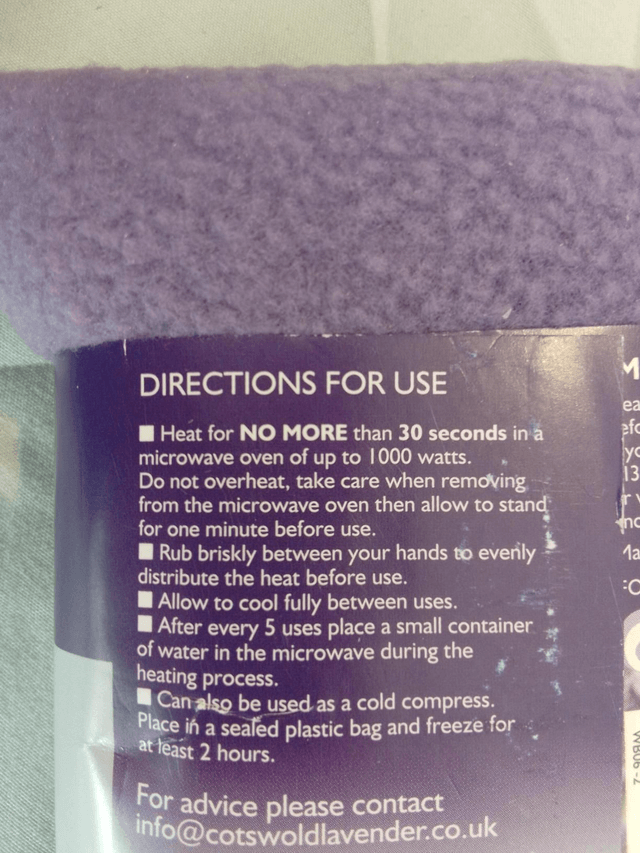 DIRECTIONS FOR USE
■ Heat for NO MORE than 30 seconds in a
microwave oven of up to 1000 watts.
Do not overheat, take care when removing
from the microwave oven then allow to stand
for one minute before use.
■ Rub briskly between your hands to evenly
distribute the heat before use.
■ Allow to cool fully between uses.
■ After every 5 uses place a small container
of water in the microwave during the
heating process.
■ Can also be used as a cold compress.
Place in a sealed plastic bag and freeze for
at least 2 hours.
For advice please contact
info@cotswoldlavender.co.uk